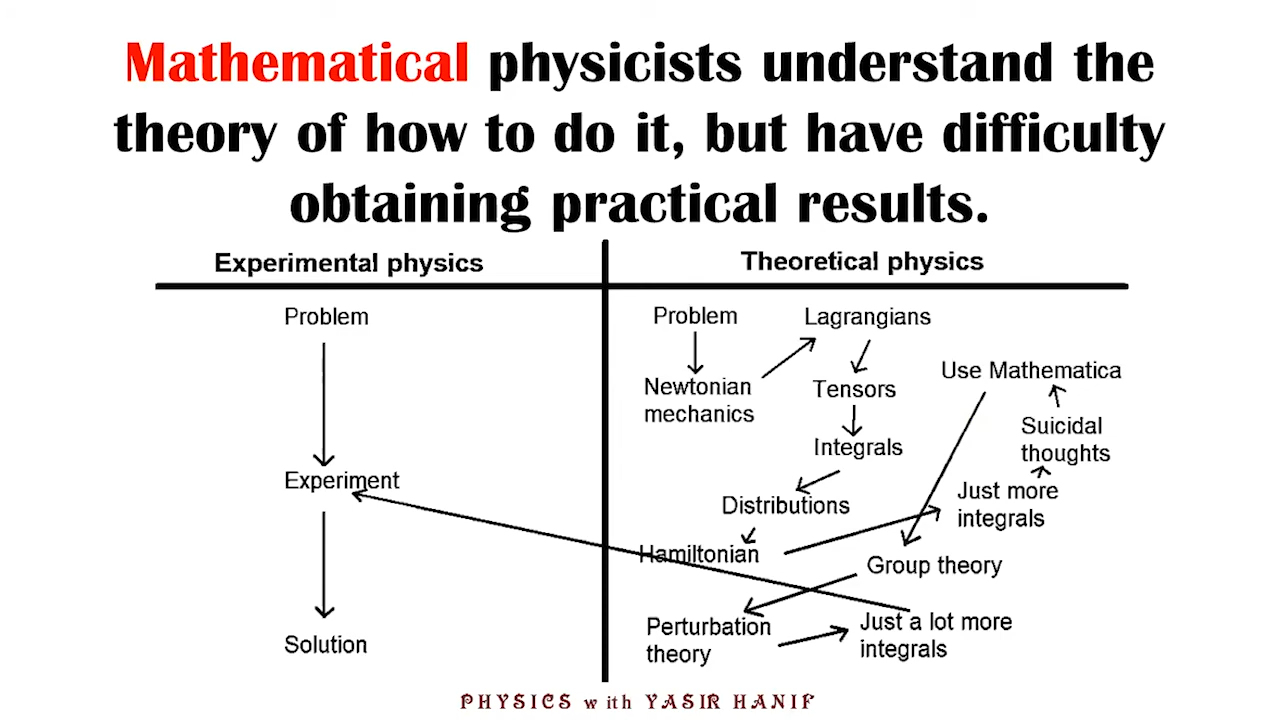 Mathematical physicists understand the
theory of how to do it, but have difficulty
obtaining practical results.
Experimental physics
Theoretical physics
Problem
Experiment
Solution
Problem
Newtonian
mechanics
Lagrangians
Tensors
Integrals
Distributions
Hamiltonian
Just more
integrals
Suicidal
thoughts
Use Mathematica
Group theory
Perturbation
theory
Just a lot more
integrals
PHYSICS with YASIR HANIF